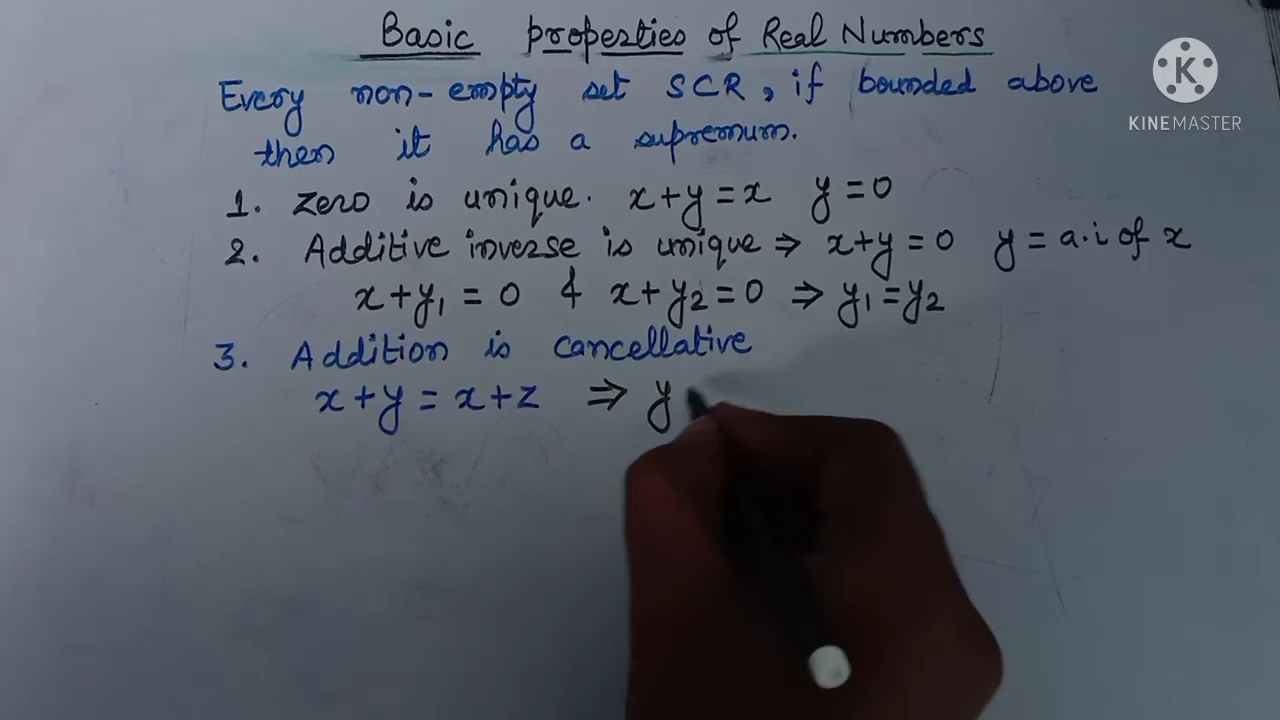 Basic properties of Real Numbers
Every non-empty set S⊂R, if bounded above
then it has a supremum.
1. Zero is unique. x+y=x y=0
2. Additive inverse is unique ⇒ x+y=0 y=a.i of x
x+y₁=0 & x+y₂=0 ⇒ y₁=y₂
3. Addition is cancellative
x+y=x+z ⇒ y
K
KINEMASTER